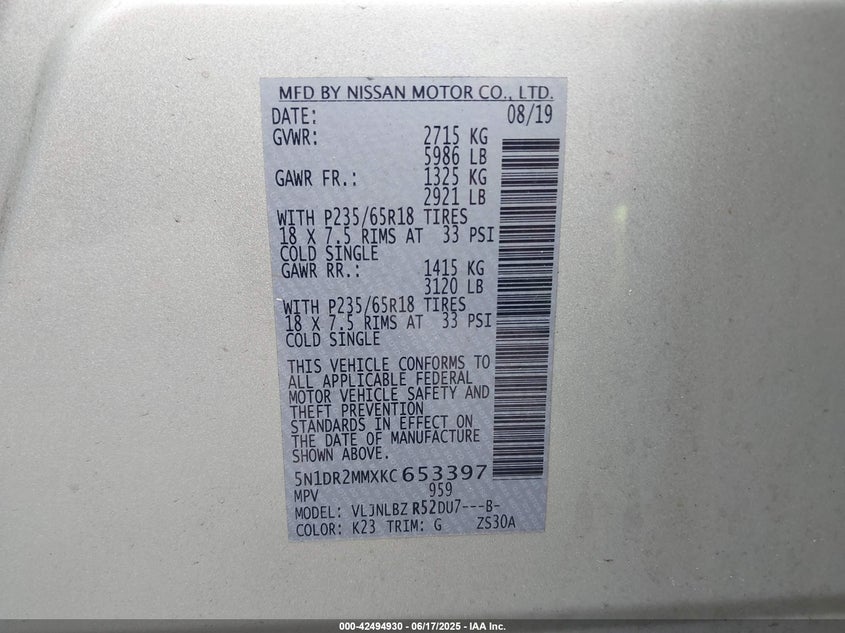 MFD BY NISSAN MOTOR CO., LTD.
DATE: 08/19
GVWR: 2715 KG
5986 LB
GAWR FR.: 1325 KG
2921 LB
WITH P235/65R18 TIRES
18 X 7.5 RIMS AT 33 PSI
COLD SINGLE
GAWR RR.: 1415 KG
3120 LB
WITH P235/65R18 TIRES
18 X 7.5 RIMS AT 33 PSI
COLD SINGLE
THIS VEHICLE CONFORMS TO
ALL APPLICABLE FEDERAL
MOTOR VEHICLE SAFETY AND
THEFT PREVENTION
STANDARDS IN EFFECT ON
THE DATE OF MANUFACTURE
SHOWN ABOVE.
5N1DR2MMXKC653397
MPV 959
MODEL: VLJNLBZ R52DU7---B-
COLOR: K23 TRIM: G ZS30A
000-42494930 - 06/17/2025 - IAA Inc.